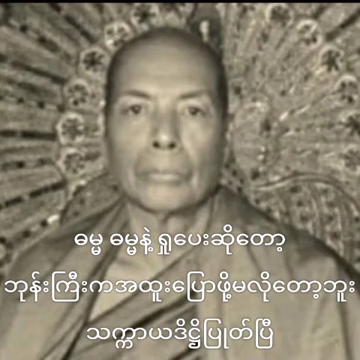 ဓမ္မ ဓမ္မနဲ့ ရှုပေးဆိုတော့
ဘုန်းကြီးကအထူးပြောဖို့မလိုတော့ဘူး
သက္ကာယဒိဋ္ဌိပြုတ်ပြီ